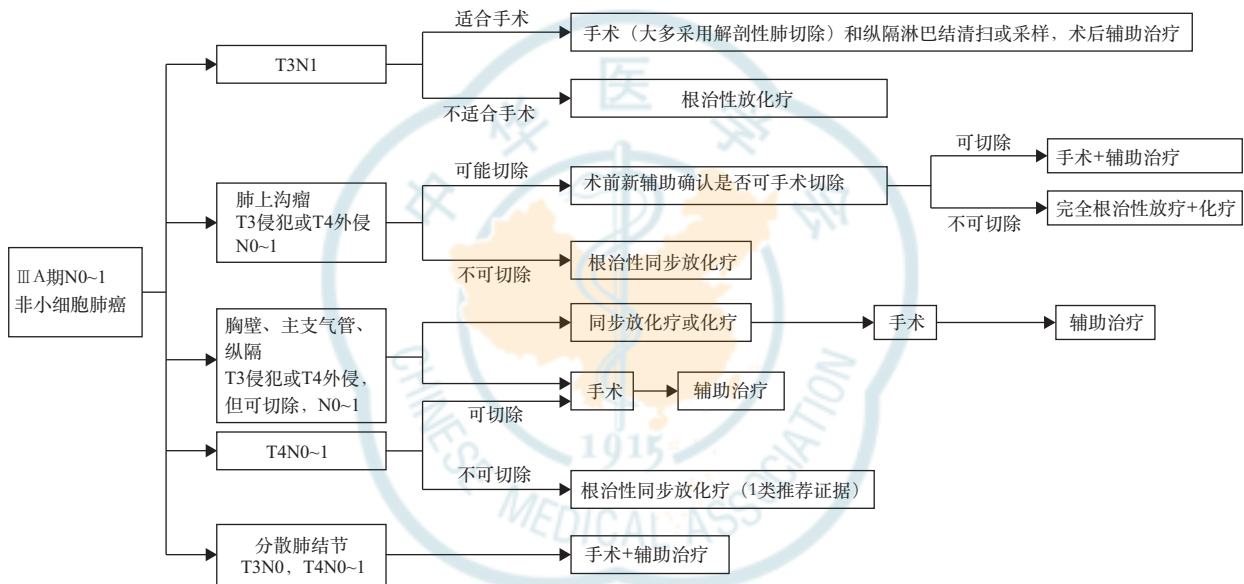 适合手术
手术（大多采用解剖性肺切除）和纵隔淋巴结清扫或采样，术后辅助治疗
T3N1
不适合手术
根治性放化疗
可能切除
术前新辅助确认是否可手术切除
可切除
手术+辅助治疗
不可切除
完全根治性放疗+化疗
肺上沟瘤
T3侵犯或T4外侵
N0~1
不可切除
根治性同步放化疗
ⅢA期N0~1
非小细胞肺癌
胸壁、主支气管、
纵隔
T3侵犯或T4外侵，
但可切除，N0~1
同步放化疗或化疗
手术
辅助治疗
手术
辅助治疗
可切除
T4N0~1
不可切除
根治性同步放化疗（1类推荐证据）
分散肺结节
T3N0，T4N0~1
手术+辅助治疗
中华医学会
1915
CHINESE MEDICAL ASSOCIATION